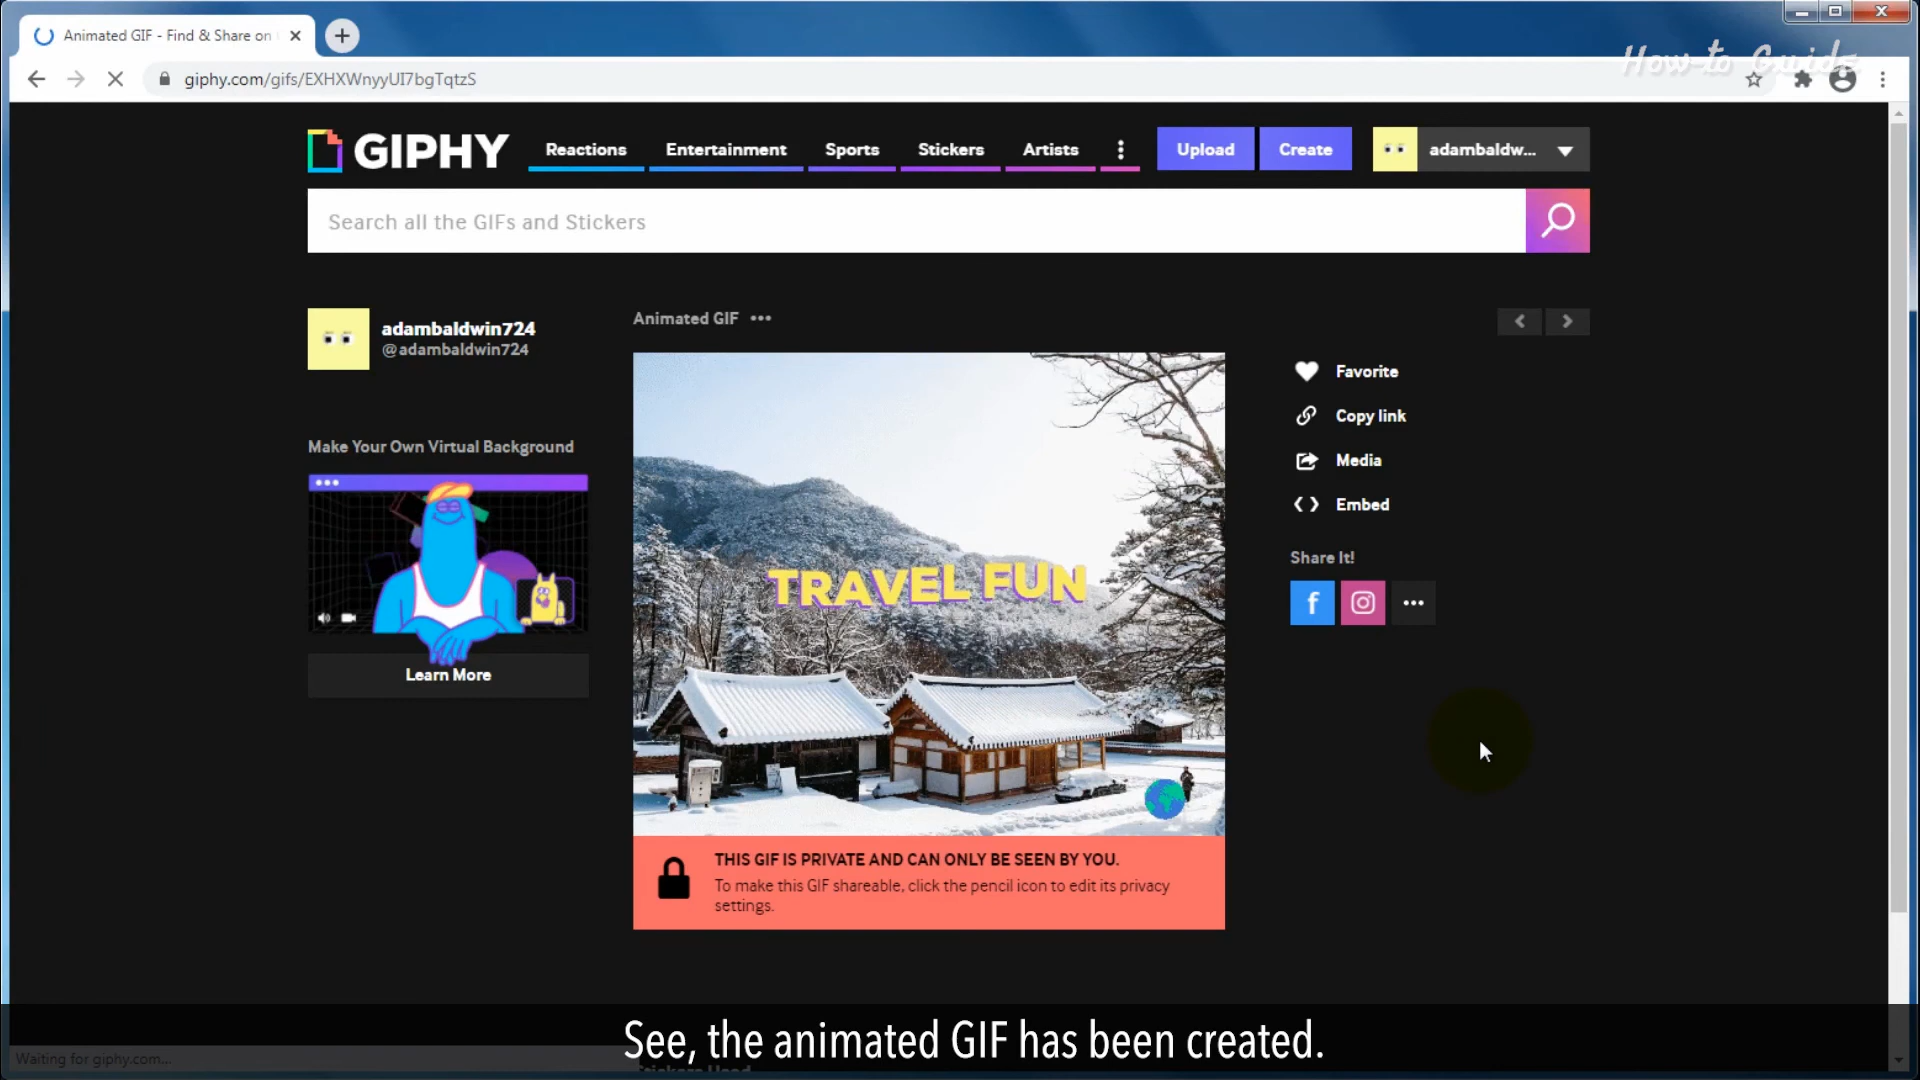 Animated GIF - Find & Share on
How-to Guide
giphy.com/gifs/EXHXWnyyUI7bgTqtzS
GIPHY
Reactions
Entertainment
Sports
Stickers
Artists
Upload
Create
adambaldw...
Search all the GIFs and Stickers
adambaldwin724
@adambaldwin724
Animated GIF
Favorite
Copy link
Media
Embed
Share It!
Make Your Own Virtual Background
Learn More
TRAVEL FUN
THIS GIF IS PRIVATE AND CAN ONLY BE SEEN BY YOU.
To make this GIF shareable, click the pencil icon to edit its privacy
settings.
See, the animated GIF has been created.
Waiting for giphy.com...